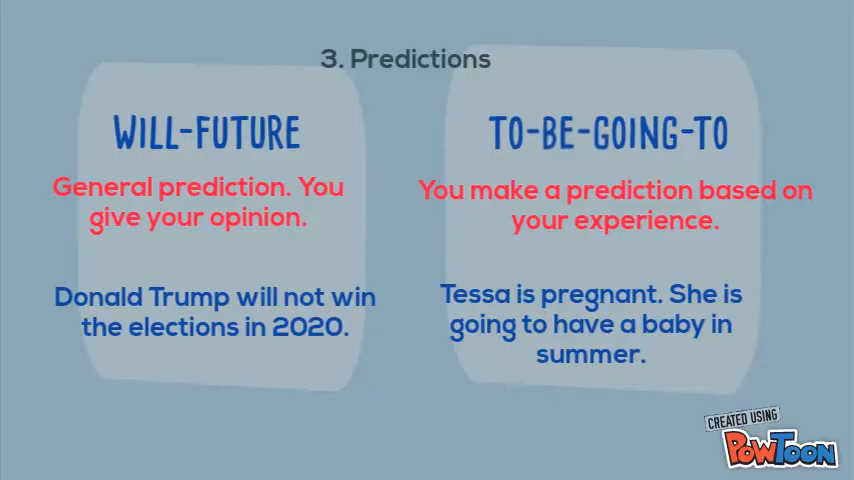 3. Predictions
WILL-FUTURE
General prediction. You
give your opinion.
Donald Trump will not win
the elections in 2020.
TO-BE-GOING-TO
You make a prediction based on
your experience.
Tessa is pregnant. She is
going to have a baby in
summer.
CREATED USING
POWTOON